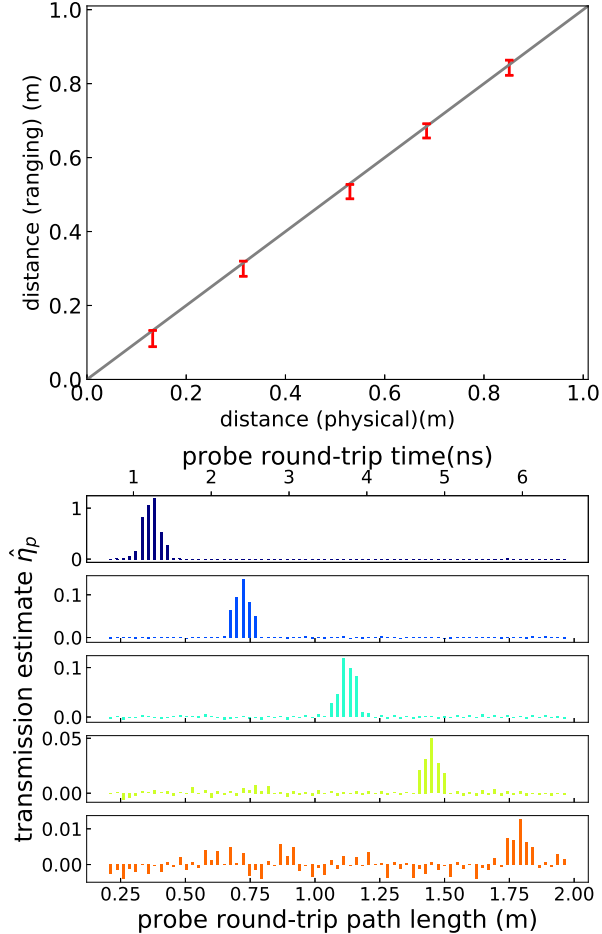 1.0
0.8
0.6
0.4
0.2
0.0
distance (ranging) (m)
0.0 0.2 0.4 0.6 0.8 1.0
distance (physical)(m)
probe round-trip time(ns)
1 2 3 4 5 6
transmission estimate η̂ₚ
1
0
0.1
0.0
0.1
0.0
0.05
0.00
0.01
0.00
0.25 0.50 0.75 1.00 1.25 1.50 1.75 2.00
probe round-trip path length (m)